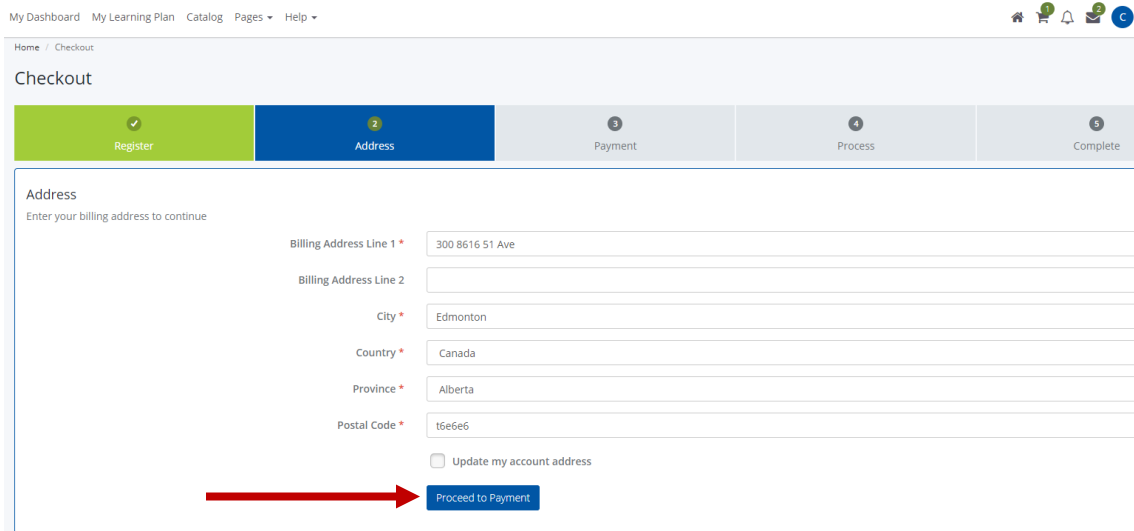 My Dashboard My Learning Plan Catalog Pages Help 1 2 C
Home / Checkout
Checkout
2 3 4 5
Register Address Payment Process Complete
Address
Enter your billing address to continue
Billing Address Line 1 * 300 8616 51 Ave
Billing Address Line 2
City * Edmonton
Country * Canada
Province * Alberta
Postal Code * t6e6e6
Update my account address
Proceed to Payment